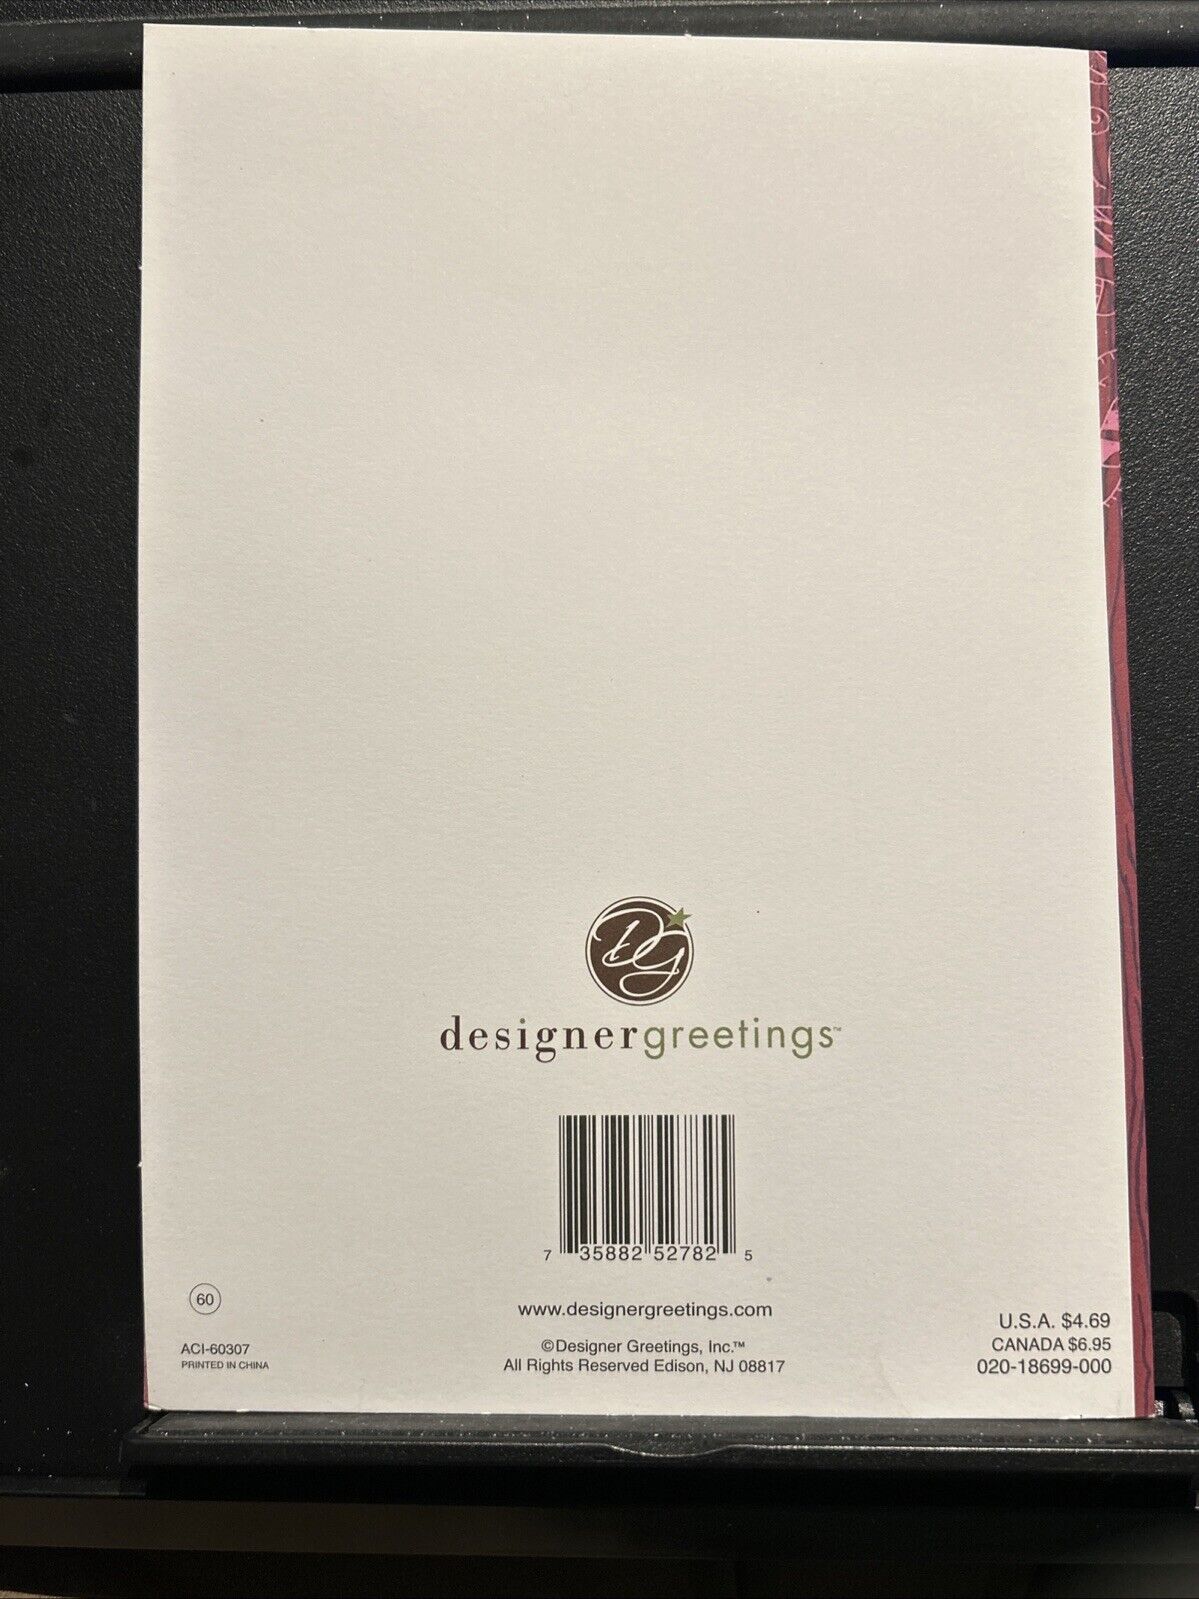 DG
designergreetings™
7 35882 52782 5
60
www.designergreetings.com
U.S.A. $4.69
ACI-60307
©Designer Greetings, Inc.™
CANADA $6.95
PRINTED IN CHINA
All Rights Reserved Edison, NJ 08817
020-18699-000